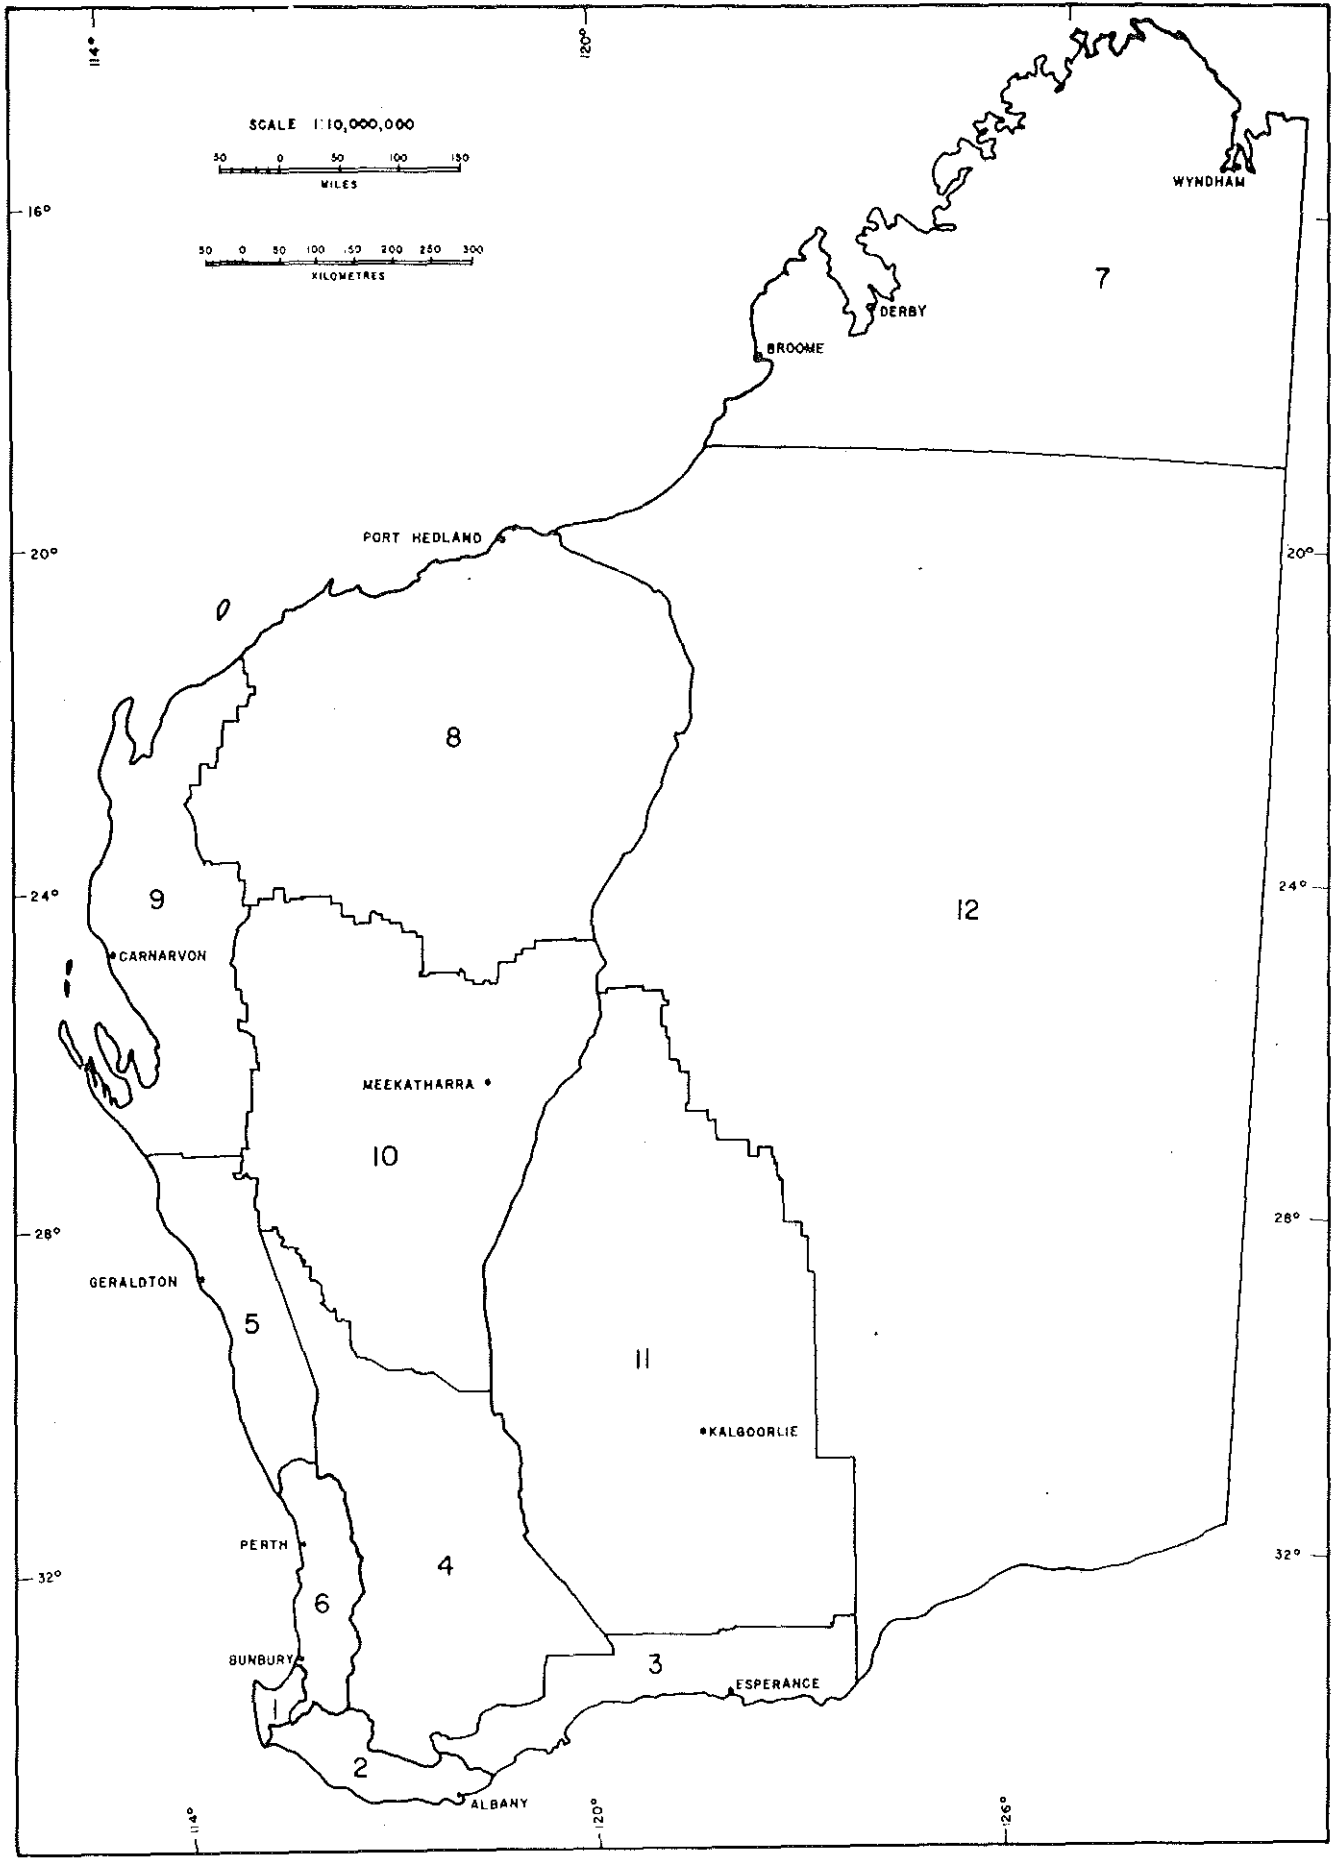 114°
120°
SCALE 1:10,000,000
50 0 50 100 150
MILES
WYNDHAM
16°
50 0 50 100 150 200 250 300
KILOMETRES
7
DERBY
BROOME
PORT HEDLAND
20°
20°
8
24°
24°
9
12
CARNARVON
MEEKATHARRA
10
28°
28°
GERALDTON
5
11
KALGOORLIE
PERTH
32°
4
32°
6
BUNBURY
3
ESPERANCE
1
2
ALBANY
114°
120°
126°